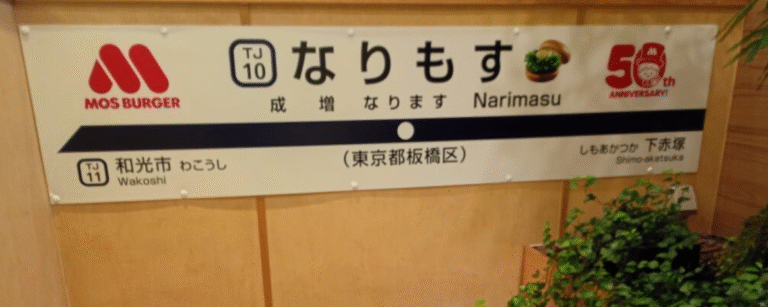 MOS BURGER
TJ
10
なりもす
成増 なります Narimasu
50th
ANNIVERSARY!
TJ
11
和光市 わこうし
Wakoshi
(東京都板橋区)
しもあかつか 下赤塚
Shimo-akatsuka